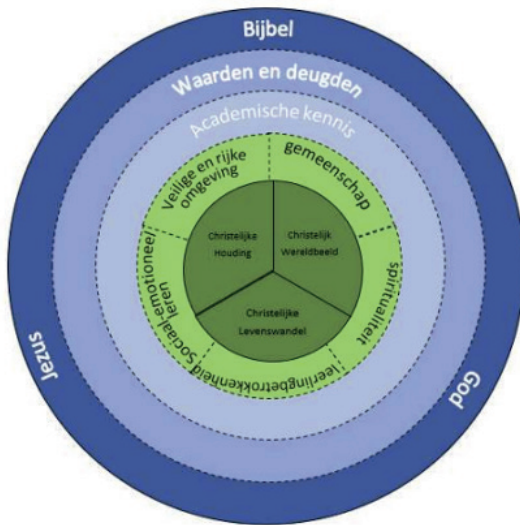 Bijbel
Waarden en deugden
Academische kennis
Veilige en rijke
omgeving
gemeenschap
Christelijke
Houding
Christelijk
Wereldbeeld
Christelijke
Levenswandel
Sociaal-emotioneel
leren
spiritualiteit
leerlingbetrokkenheid
Jezus
God